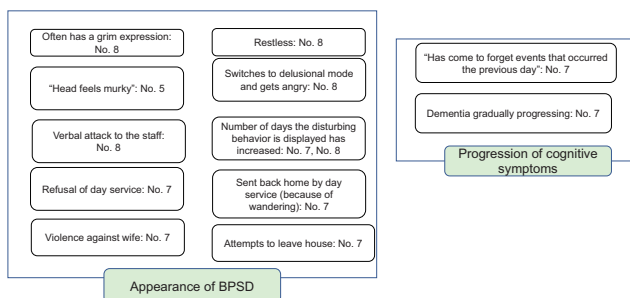 Often has a grim expression:
No. 8
“Head feels murky”: No. 5
Verbal attack to the staff:
No. 8
Refusal of day service: No. 7
Violence against wife: No. 7
Restless: No. 8
Switches to delusional mode
and gets angry: No. 8
Number of days the disturbing
behavior is displayed has
increased: No. 7, No. 8
Sent back home by day
service (because of
wandering): No. 7
Attempts to leave house: No. 7
Appearance of BPSD
“Has come to forget events that occurred
the previous day”: No. 7
Dementia gradually progressing: No. 7
Progression of cognitive
symptoms